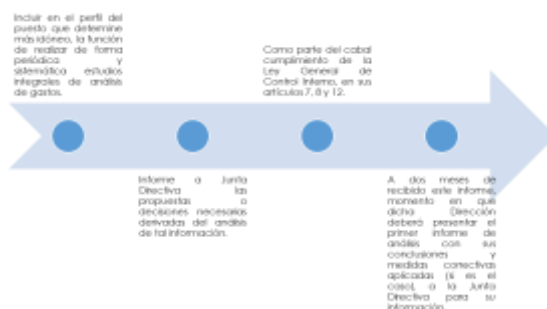 Incluir en el perfil del
puesto que determine
más idóneo, la función
de realizar de forma
periódica y
sistemática estudios
integrales de análisis
de gastos.
Informe a Junta
Directiva las
propuestas o
decisiones necesarias
derivadas del análisis
de tal información.
Como parte del cabal
cumplimiento de la
Ley General de
Control Interno, en sus
artículos 7, 8 y 12.
A dos meses de
recibido este informe,
momento en que
dicha Dirección
deberá presentar el
primer informe de
análisis con sus
conclusiones y
medidas correctivas
aplicadas (si es el
caso), a la Junta
Directiva para su
información.